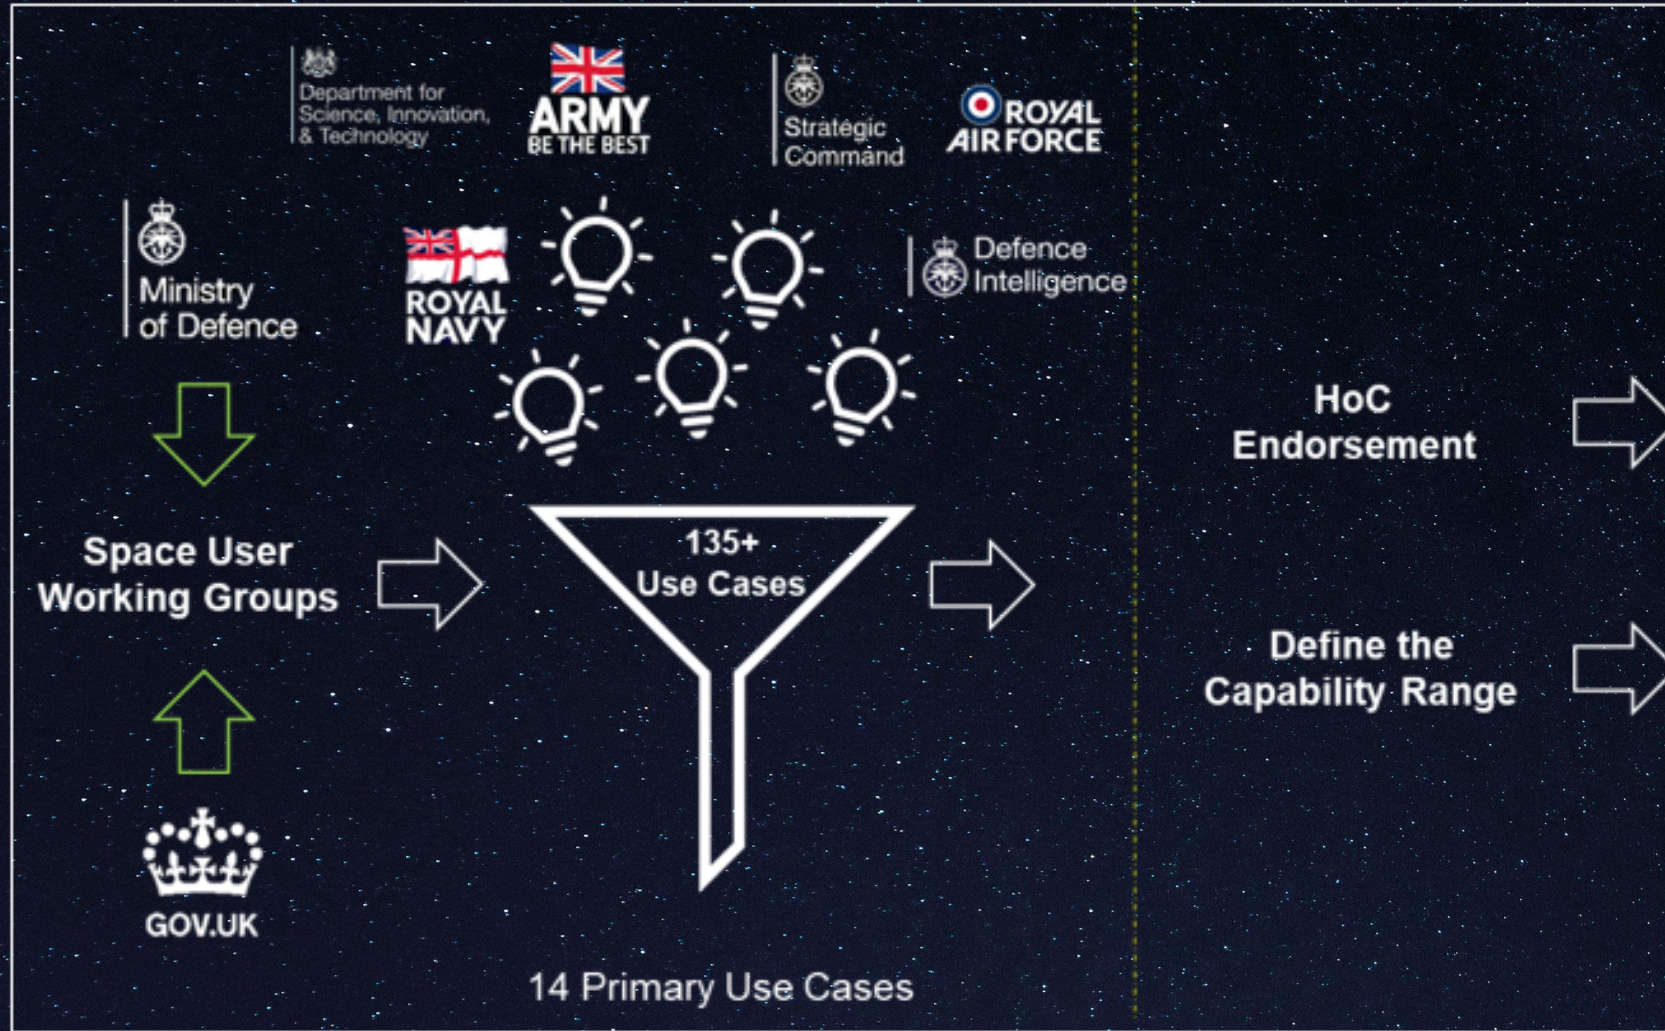 Department for
Science, Innovation,
& Technology
ARMY
BE THE BEST
Strategic
Command
ROYAL
AIR FORCE
Ministry
of Defence
ROYAL
NAVY
Defence
Intelligence
HoC
Endorsement
Space User
Working Groups
135+
Use Cases
Define the
Capability Range
GOV.UK
14 Primary Use Cases